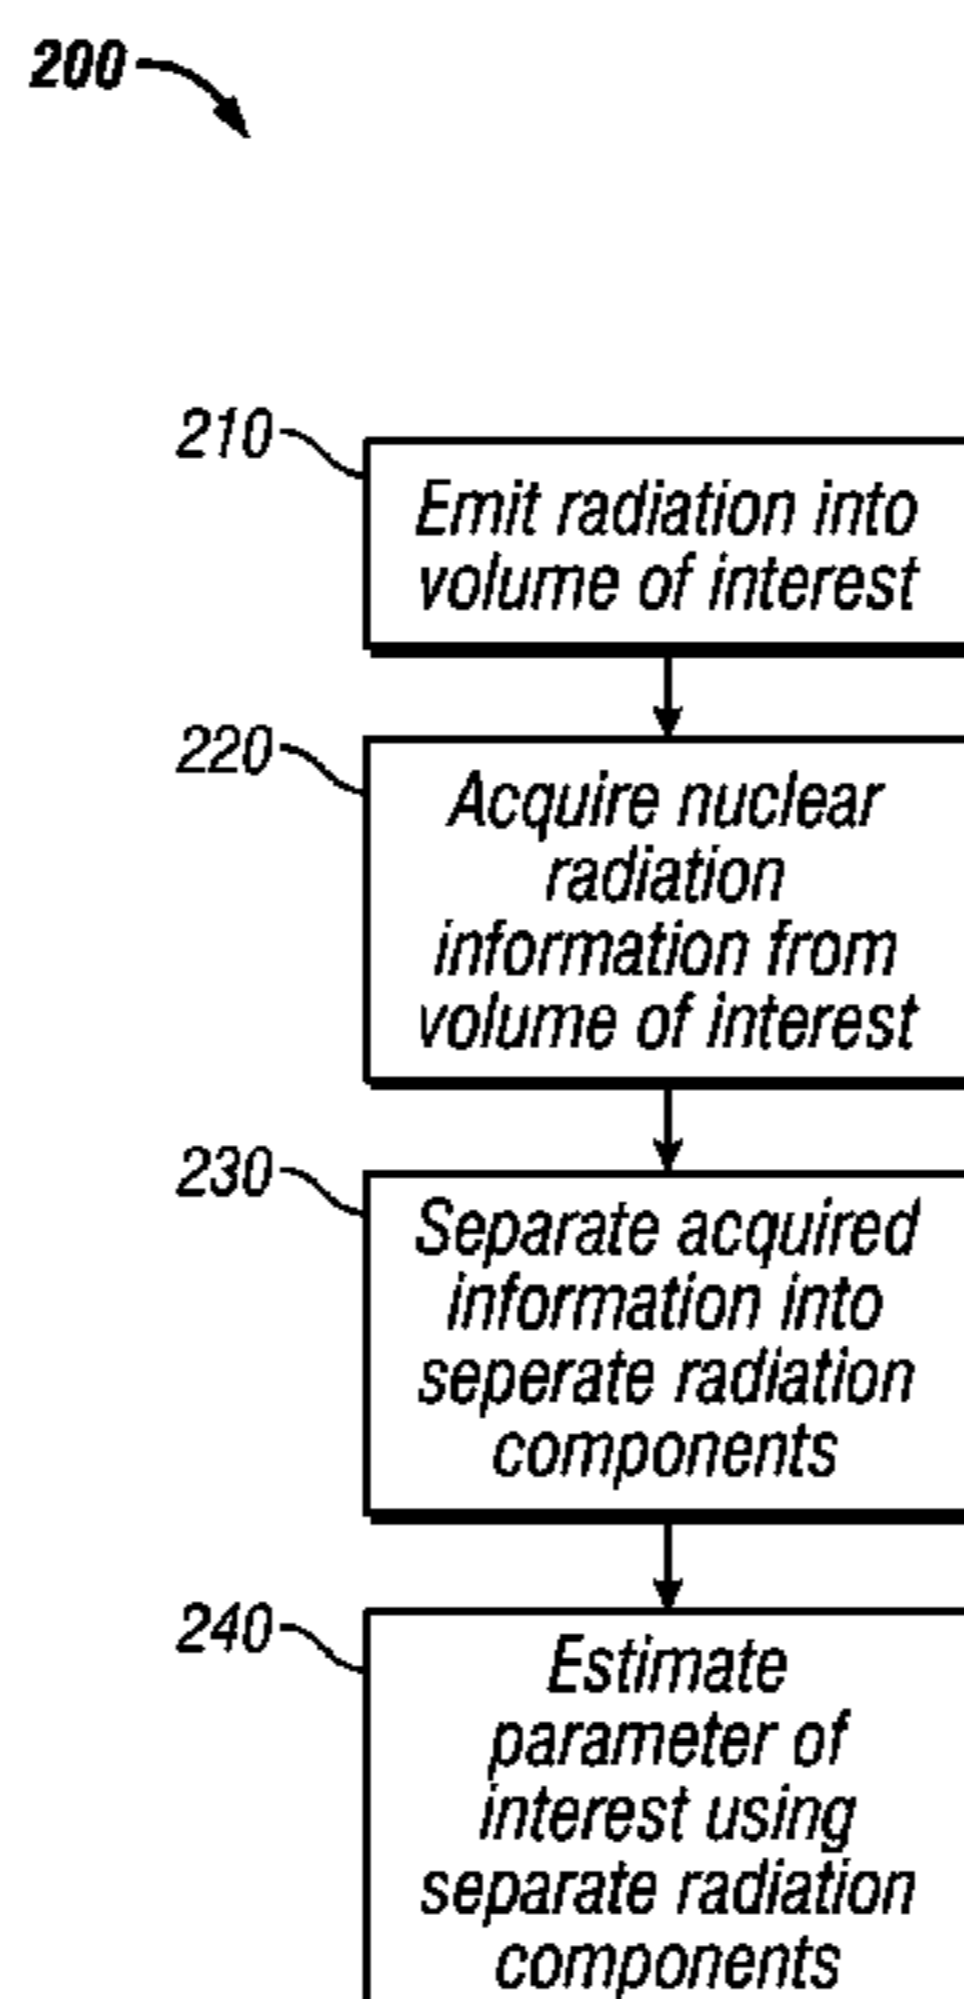 200
210
Emit radiation into
volume of interest
220
Acquire nuclear
radiation
information from
volume of interest
230
Separate acquired
information into
seperate radiation
components
240
Estimate
parameter of
interest using
separate radiation
components